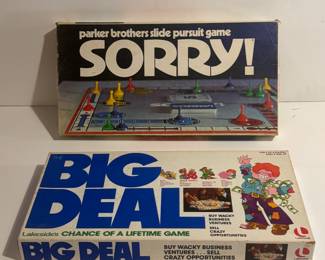 parker brothers slide pursuit game
SORRY!
THE
BIG
DEAL
Lakeside's CHANCE OF A LIFETIME GAME
BUY WACKY
BUSINESS
VENTURES
SELL
CRAZY
OPPORTUNITIES
L
BIG DEAL
BUY WACKY BUSINESS
VENTURES . . . SELL
CRAZY OPPORTUNITIES
L